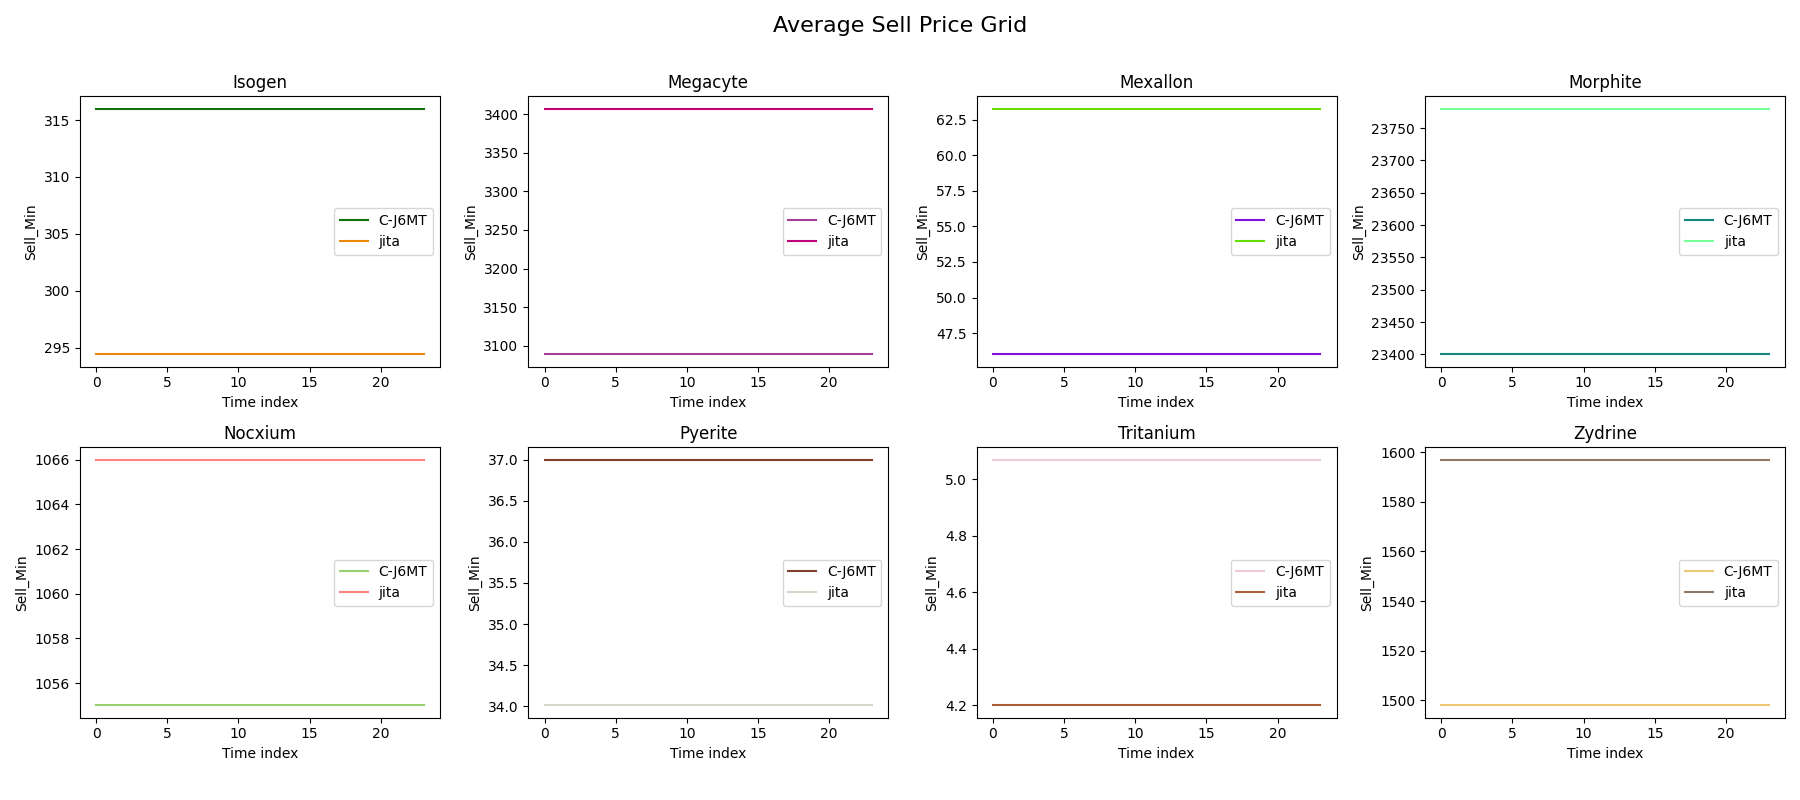 Average Sell Price Grid
Isogen
Sell_Min
315
310
305
300
295
0 5 10 15 20
Time index
C-J6MT
jita
Megacyte
Sell_Min
3400
3350
3300
3250
3200
3150
3100
0 5 10 15 20
Time index
C-J6MT
jita
Mexallon
Sell_Min
62.5
60.0
57.5
55.0
52.5
50.0
47.5
0 5 10 15 20
Time index
C-J6MT
jita
Morphite
Sell_Min
23750
23700
23650
23600
23550
23500
23450
23400
0 5 10 15 20
Time index
C-J6MT
jita
Nocxium
Sell_Min
1066
1064
1062
1060
1058
1056
0 5 10 15 20
Time index
C-J6MT
jita
Pyerite
Sell_Min
37.0
36.5
36.0
35.5
35.0
34.5
34.0
0 5 10 15 20
Time index
C-J6MT
jita
Tritanium
Sell_Min
5.0
4.8
4.6
4.4
4.2
0 5 10 15 20
Time index
C-J6MT
jita
Zydrine
Sell_Min
1600
1580
1560
1540
1520
1500
0 5 10 15 20
Time index
C-J6MT
jita